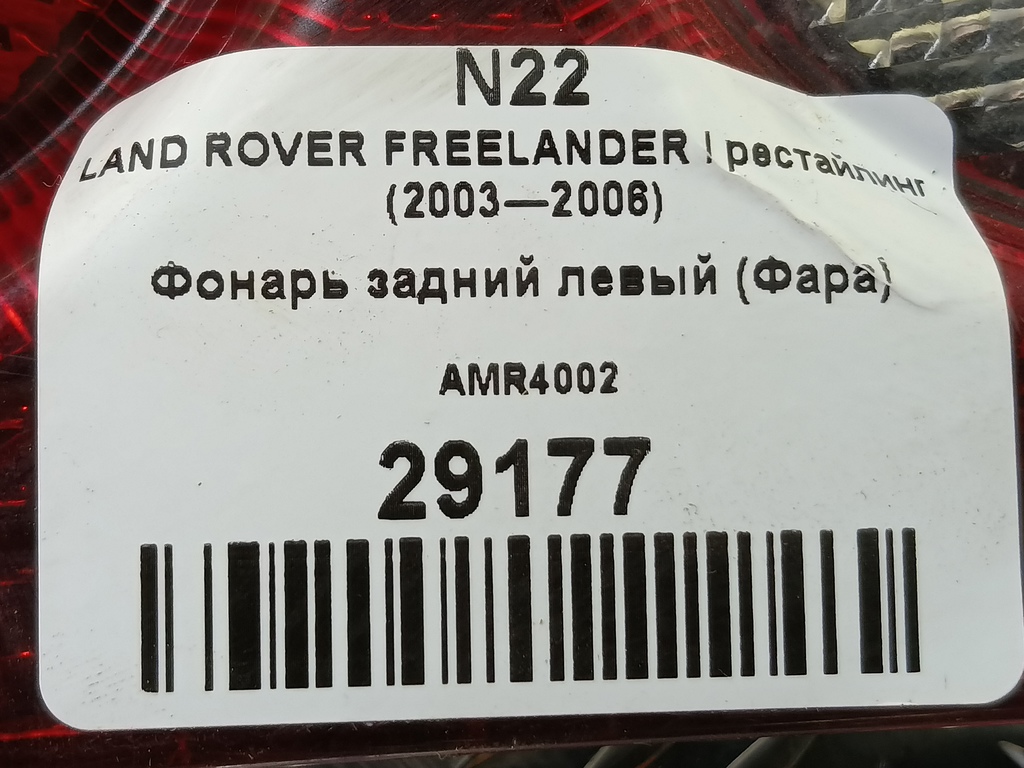 N22
LAND ROVER FREELANDER I рестайлинг
(2003—2006)
Фонарь задний левый (Фара)
AMR4002
29177